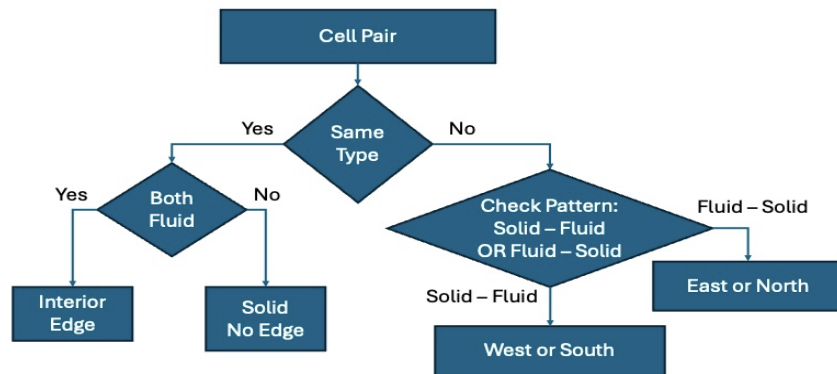 Cell Pair
Yes
Same
Type
No
Yes
Both
Fluid
No
Check Pattern:
Solid – Fluid
OR Fluid – Solid
Fluid – Solid
Interior
Edge
Solid
No Edge
Solid – Fluid
East or North
West or South